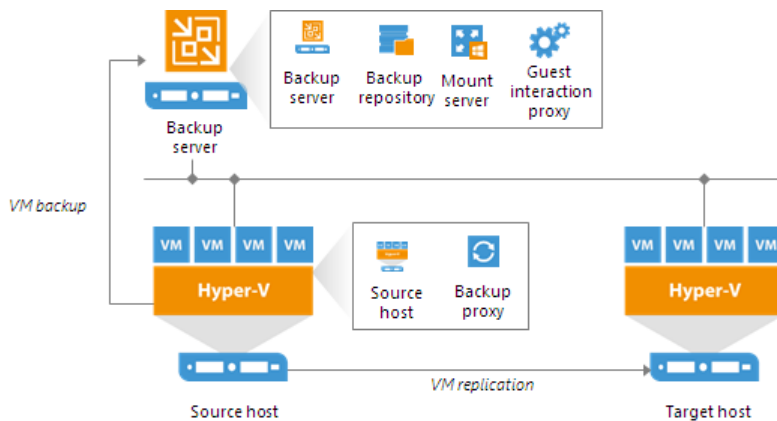 Backup
server
Backup
repository
Mount
server
Guest
interaction
proxy
Backup
server
VM backup
VM VM VM VM
Hyper-V
Source
host
Backup
proxy
VM VM VM VM
Hyper-V
VM replication
Source host
Target host